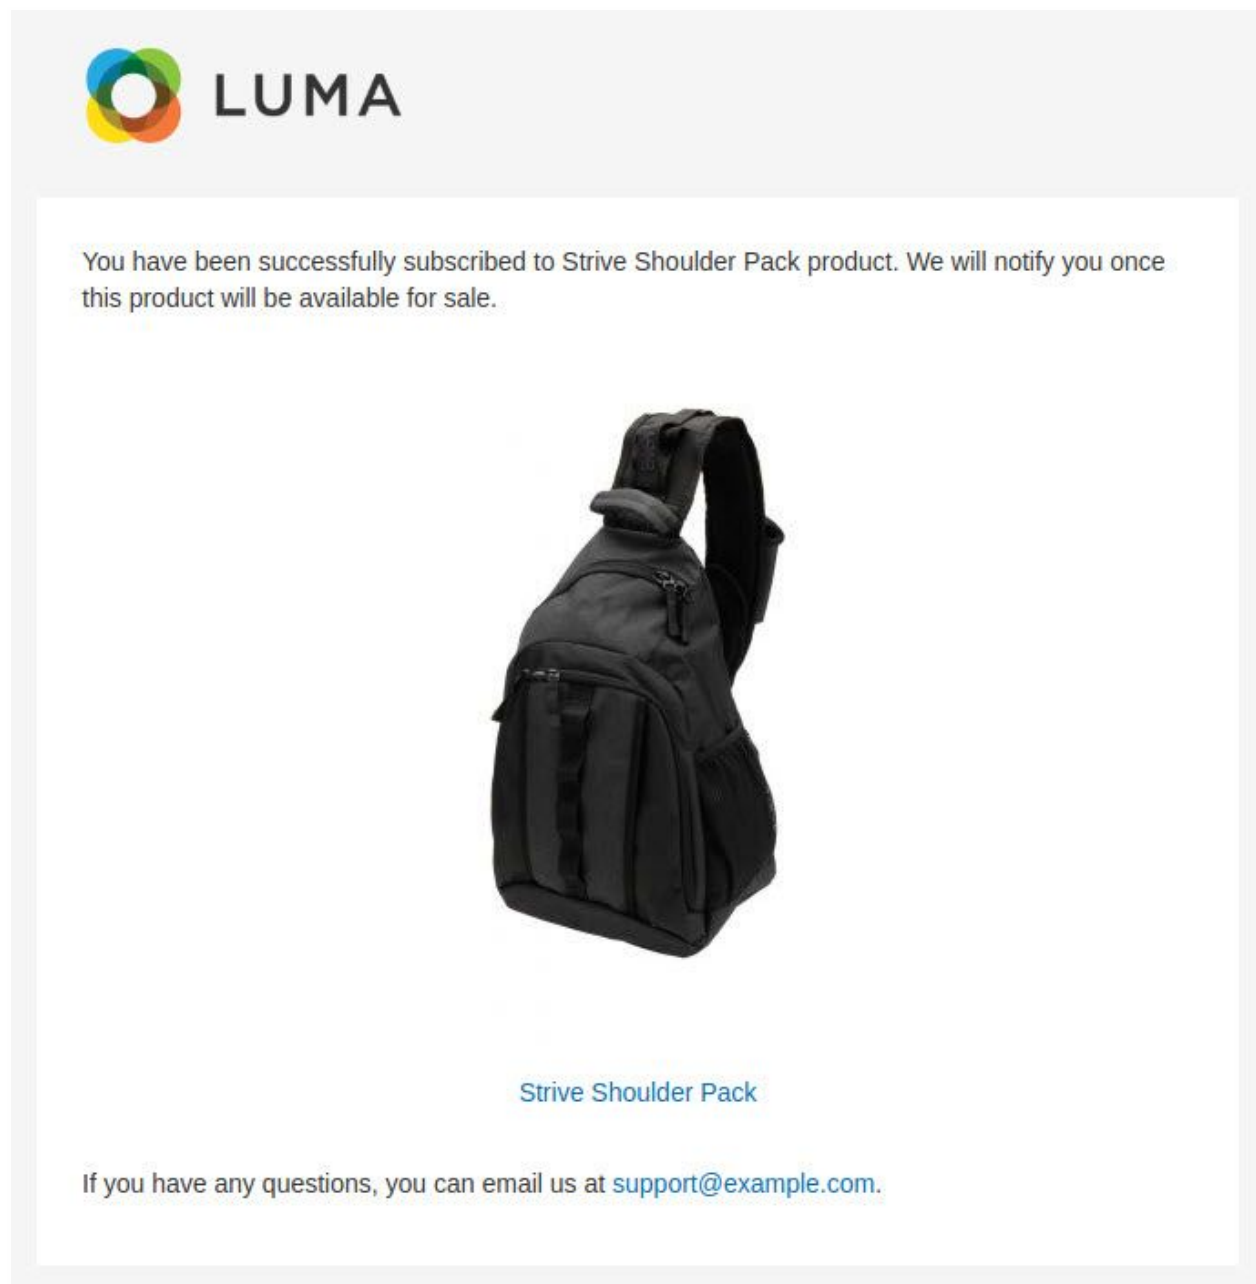 LUMA
You have been successfully subscribed to Strive Shoulder Pack product. We will notify you once
this product will be available for sale.
Strive Shoulder Pack
If you have any questions, you can email us at support@example.com.